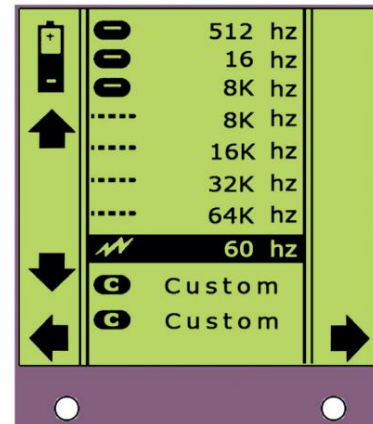 512 hz
16 hz
8K hz
8K hz
16K hz
32K hz
64K hz
60 hz
C Custom
C Custom